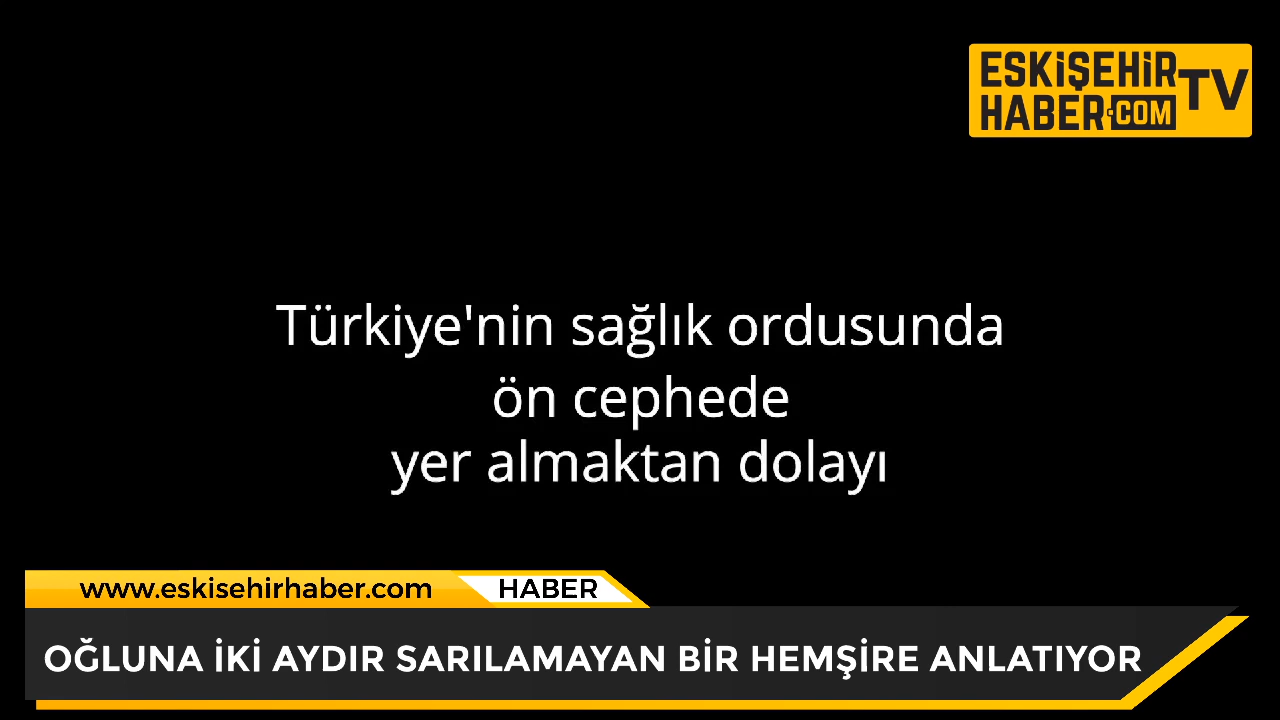 ESKİŞEHİR
HABER.COM
TV
Türkiye'nin sağlık ordusunda
ön cephede
yer almaktan dolayı
www.eskisehirhaber.com
HABER
OĞLUNA İKİ AYDIR SARILAMAYAN BİR HEMŞİRE ANLATIYOR